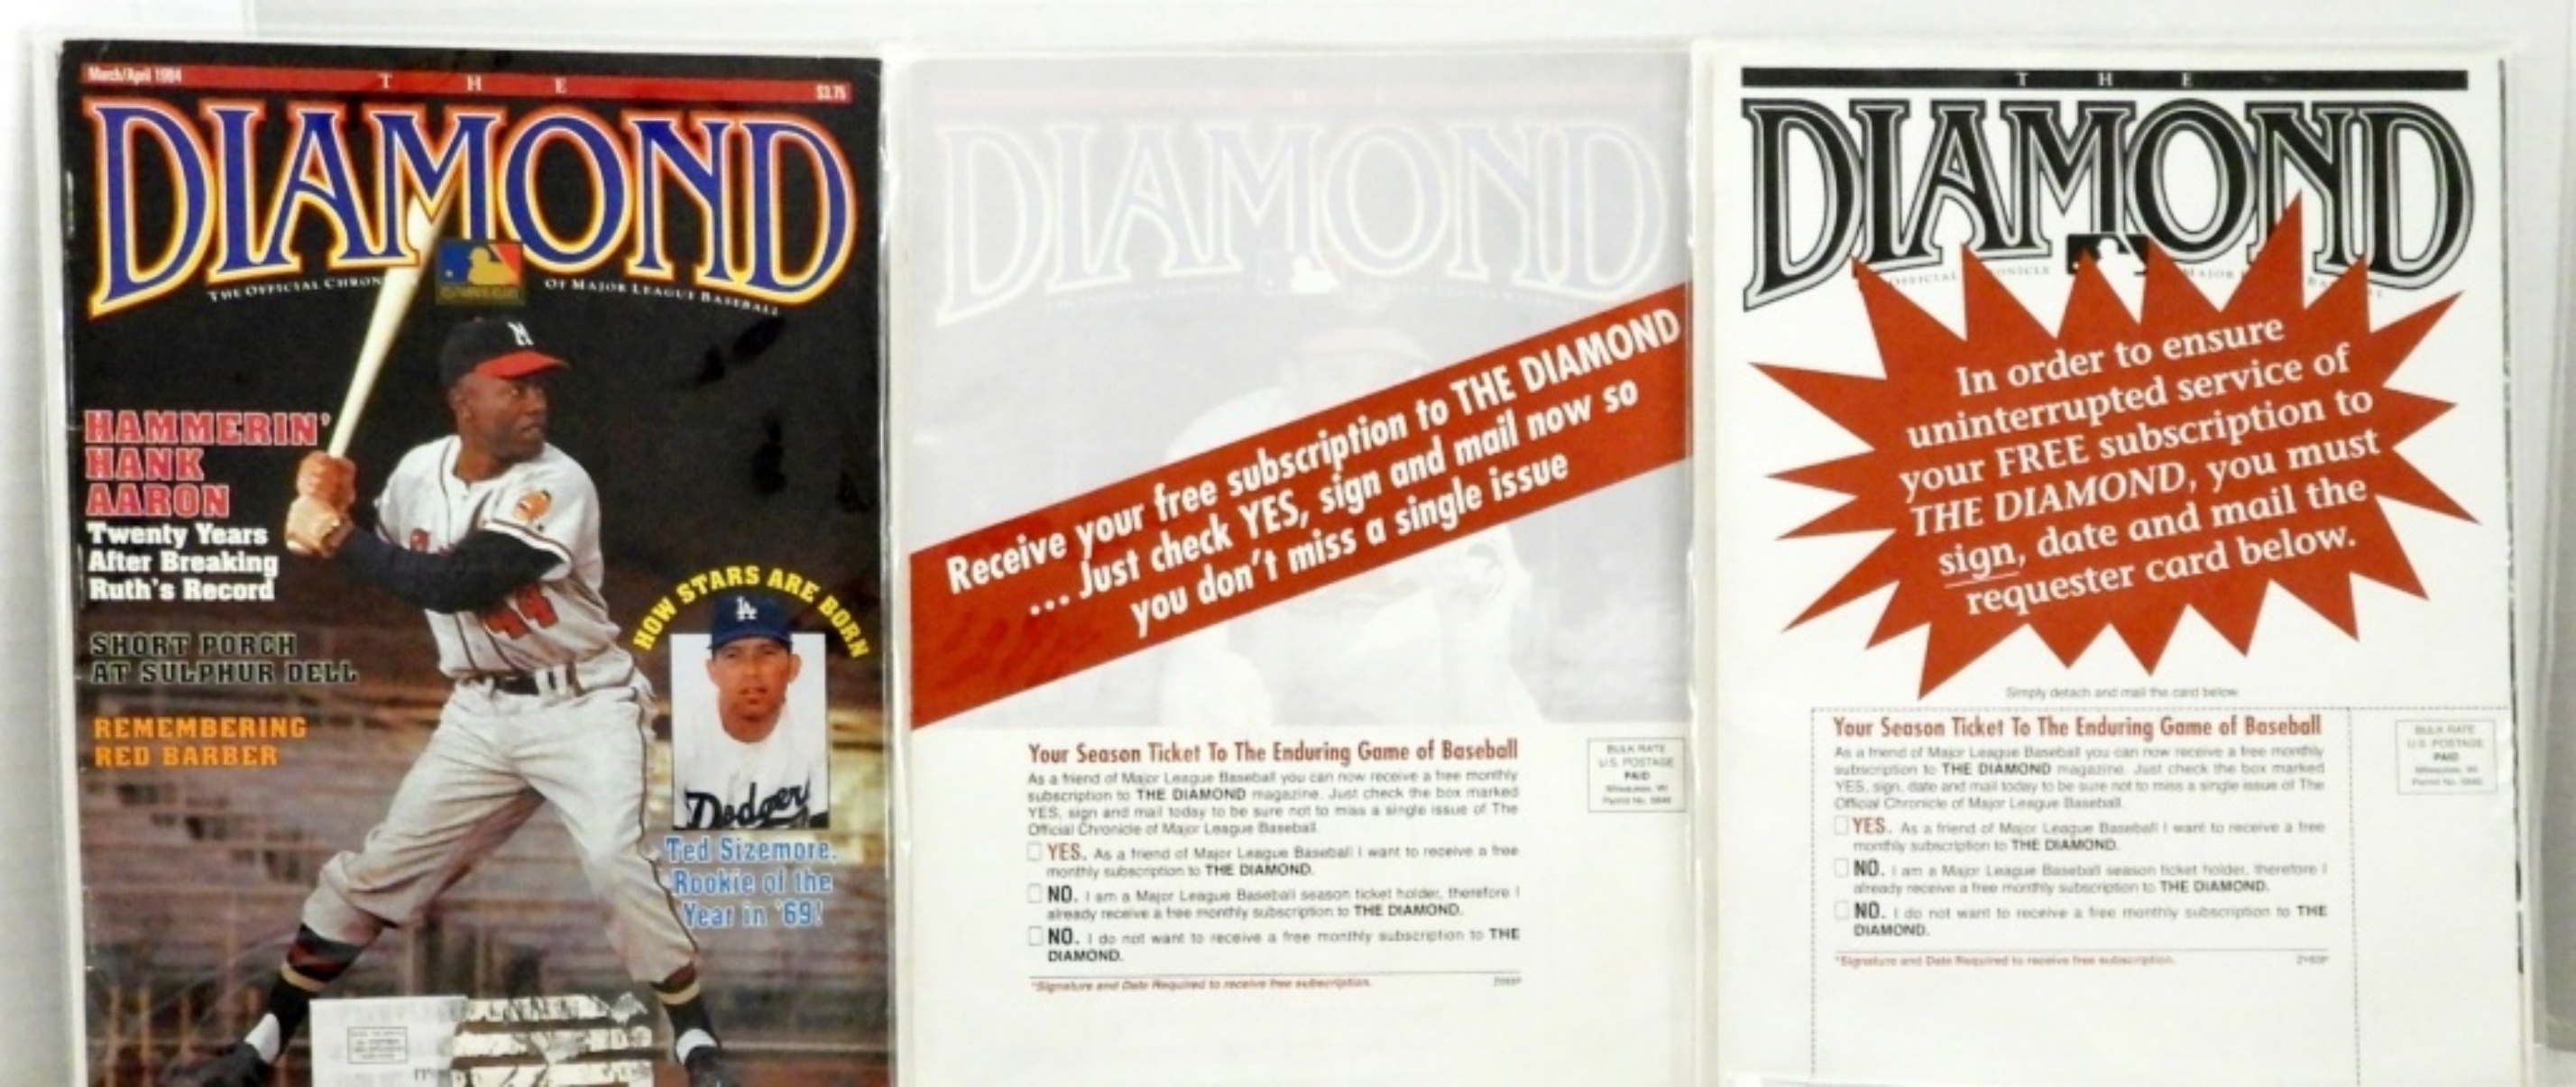 March/April 1994
THE
$3.75
DIAMOND
THE OFFICIAL CHRON OF MAJOR LEAGUE BASEBALL
HAMMERIN'
HANK
AARON
Twenty Years
After Breaking
Ruth's Record
SHORT PORCH
AT SULPHUR DELL
REMEMBERING
RED BARBER
44
HOW STARS ARE BORN
LA
Dodgers
Ted Sizemore,
Rookie of the
Year in '69!
DIAMOND
Receive your free subscription to THE DIAMOND
... Just check YES, sign and mail now so
you don't miss a single issue
Your Season Ticket To The Enduring Game of Baseball
As a friend of Major League Baseball you can now receive a free monthly
subscription to THE DIAMOND magazine. Just check the box marked
YES, sign and mail today to be sure not to miss a single issue of The
Official Chronicle of Major League Baseball.
YES. As a friend of Major League Baseball I want to receive a free
monthly subscription to THE DIAMOND.
NO. I am a Major League Baseball season ticket holder, therefore I
already receive a free monthly subscription to THE DIAMOND.
NO. I do not want to receive a free monthly subscription to THE
DIAMOND.
*Signature and Date Required to receive free subscription.
BULK RATE
U.S. POSTAGE
PAID
Milwaukee, WI
Permit No.
THE
DIAMOND
OFFICIAL ONICLE MAJOR
In order to ensure
uninterrupted service of
your FREE subscription to
THE DIAMOND, you must
sign, date and mail the
requester card below.
Simply detach and mail the card below.
Your Season Ticket To The Enduring Game of Baseball
As a friend of Major League Baseball you can now receive a free monthly
subscription to THE DIAMOND magazine. Just check the box marked
YES, sign, date and mail today to be sure not to miss a single issue of The
Official Chronicle of Major League Baseball.
YES. As a friend of Major League Baseball I want to receive a free
monthly subscription to THE DIAMOND.
NO. I am a Major League Baseball season ticket holder, therefore I
already receive a free monthly subscription to THE DIAMOND.
NO. I do not want to receive a free monthly subscription to THE
DIAMOND.
*Signature and Date Required to receive free subscription.
BULK RATE
U.S. POSTAGE
PAID
Milwaukee, WI
Permit No.